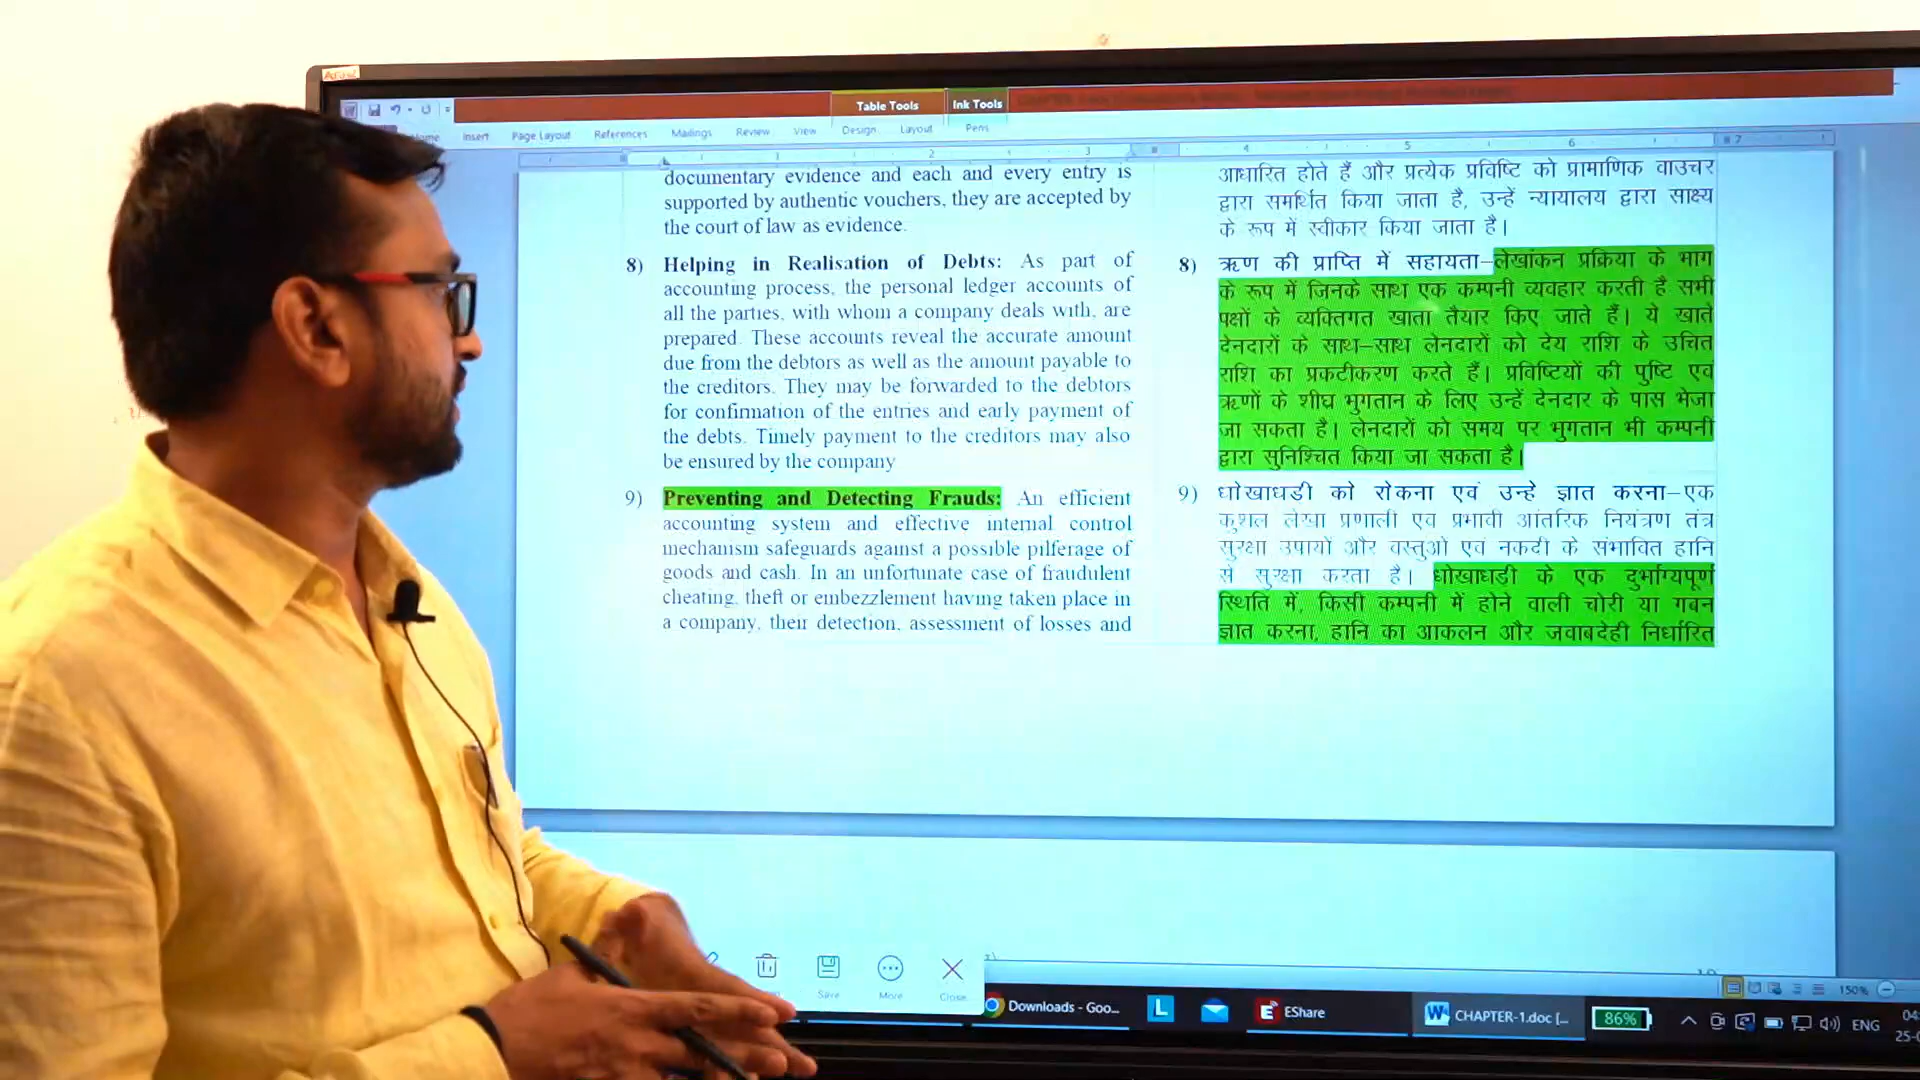 Table Tools
Ink Tools
Insert
Page Layout
References
Mailings
Review
View
Design
Layout
Pens
documentary evidence and each and every entry is
supported by authentic vouchers, they are accepted by
the court of law as evidence.
8) Helping in Realisation of Debts: As part of
accounting process, the personal ledger accounts of
all the parties, with whom a company deals with, are
prepared. These accounts reveal the accurate amount
due from the debtors as well as the amount payable to
the creditors. They may be forwarded to the debtors
for confirmation of the entries and early payment of
the debts. Timely payment to the creditors may also
be ensured by the company
9) Preventing and Detecting Frauds: An efficient
accounting system and effective internal control
mechanism safeguards against a possible pilferage of
goods and cash. In an unfortunate case of fraudulent
cheating, theft or embezzlement having taken place in
a company, their detection, assessment of losses and
आधारित होते हैं और प्रत्येक प्रविष्टि को प्रामाणिक वाउचर
द्वारा समर्थित किया जाता है, उन्हें न्यायालय द्वारा साक्ष्य
के रूप में स्वीकार किया जाता है।
8) ऋण की प्राप्ति में सहायता–लेखांकन प्रक्रिया के भाग
के रूप में जिनके साथ एक कम्पनी व्यवहार करती है सभी
पक्षों के व्यक्तिगत खाता तैयार किए जाते हैं। ये खाते
देनदारों के साथ–साथ लेनदारों को देय राशि के उचित
राशि का प्रकटीकरण करते हैं। प्रविष्टियों की पुष्टि एवं
ऋणों के शीघ्र भुगतान के लिए उन्हें देनदार के पास भेजा
जा सकता है। लेनदारों को समय पर भुगतान भी कम्पनी
द्वारा सुनिश्चित किया जा सकता है।
9) धोखाधडी को रोकना एवं उन्हे ज्ञात करना–एक
कुशल लेखा प्रणाली एवं प्रभावी आंतरिक नियंत्रण तंत्र
सुरक्षा उपायों और वस्तुओ एवं नकदी के संभावित हानि
से सुरक्षा करता है। धोखाधड़ी के एक दुर्भाग्यपूर्ण
स्थिति में, किसी कम्पनी में होने वाली चोरी या गबन
ज्ञात करना, हानि का आकलन और जवाबदेही निर्धारित
Save
More
Close
150%
Downloads - Goo...
L
EShare
CHAPTER-1.doc [...
86%
ENG